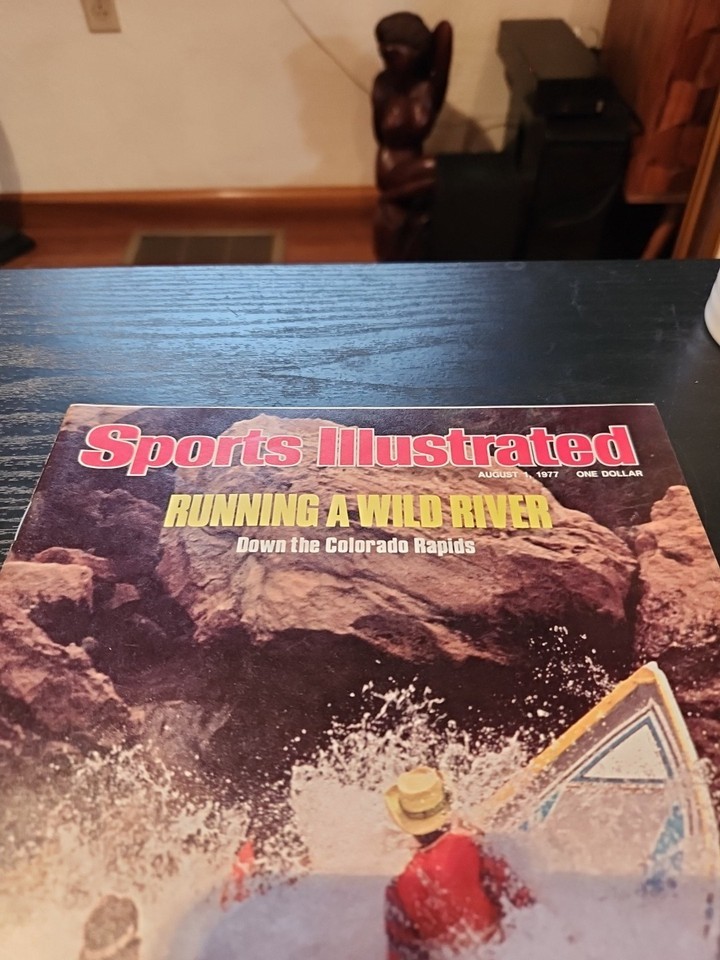 Sports Illustrated
AUGUST 1, 1977 ONE DOLLAR
RUNNING A WILD RIVER
Down the Colorado Rapids